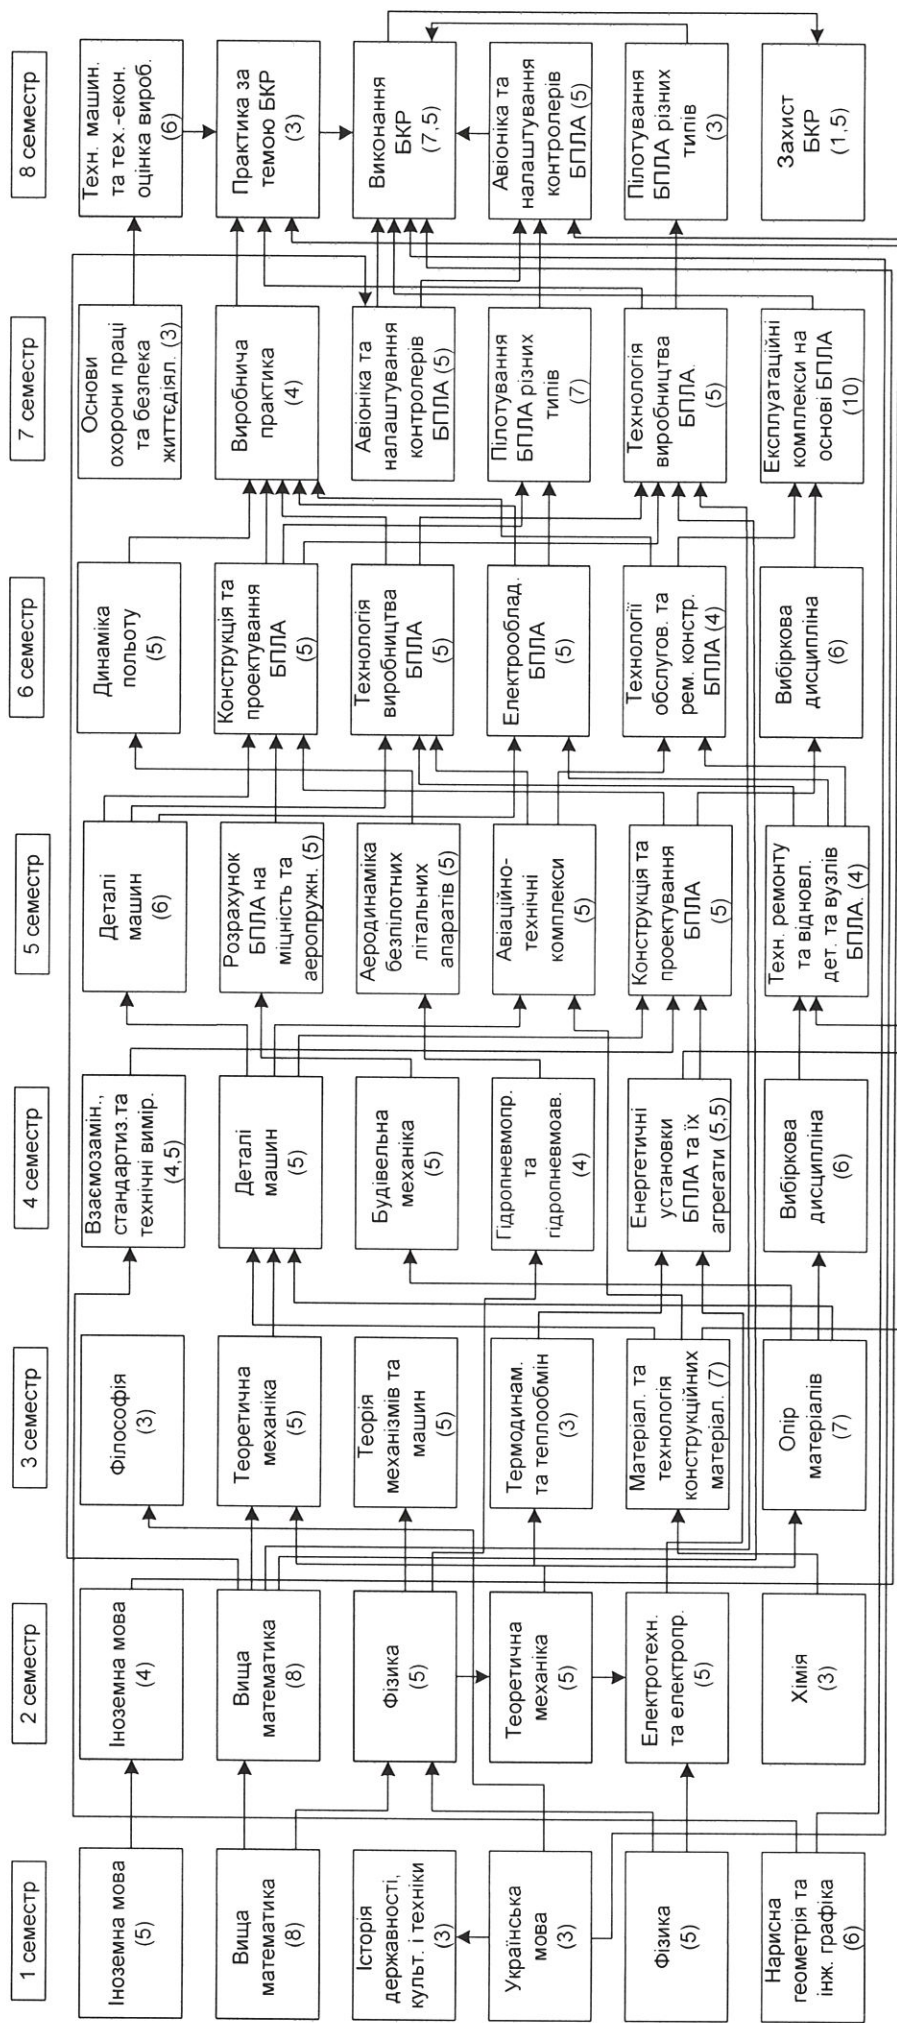 1 семестр
Іноземна мова
(5)
Вища
математика
(8)
Історія
державності,
культ. і техніки
(3)
Українська
мова
(3)
Фізика
(5)
Нарисна
геометрія та
інж. графіка
(6)
2 семестр
Іноземна мова
(4)
Вища
математика
(8)
Фізика
(5)
Теоретична
механіка
(5)
Електротехн.
та електропр.
(5)
Хімія
(3)
3 семестр
Філософія
(3)
Теоретична
механіка
(5)
Теорія
механізмів та
машин
(5)
Термодинам.
та теплообмін
(3)
Матеріал. та
технологія
конструкційних
матеріал. (7)
Опір
матеріалів
(7)
4 семестр
Взаємозамін.,
стандартиз.та
технічні вимір.
(4,5)
Деталі
машин
(5)
Будівельна
механіка
(5)
Гідропневмопр.
та
гідропневмоав.
(4)
Енергетичні
установки
БПЛА та їх
агрегати (5,5)
Вибіркова
дисципліна
(6)
5 семестр
Деталі
машин
(6)
Розрахунок
БПЛА на
міцність та
аеропружн. (5)
Аеродинаміка
безпілотних
літальних
апаратів (5)
Авіаційно-
технічні
комплекси
(5)
Конструкція та
проектування
БПЛА
(5)
Техн. ремонту
та відновл.
дет. та вузлів
БПЛА. (4)
6 семестр
Динаміка
польоту
(5)
Конструкція та
проектування
БПЛА
(5)
Технологія
виробництва
БПЛА
(5)
Електрооблад.
БПЛА
(5)
Технології
обслугов. та
рем. констр.
БПЛА (4)
Вибіркова
дисципліна
(6)
7 семестр
Основи
охорони праці
та безпека
життєдіял. (3)
Виробнича
практика
(4)
Авіоніка та
налаштування
контролерів
БПЛА (5)
Пілотування
БПЛА різних
типів
(7)
Технологія
виробництва
БПЛА.
(5)
Експлуатаційні
комплекси на
основі БПЛА
(10)
8 семестр
Техн. машин.
та тех.-екон.
оцінка вироб.
(6)
Практика за
темою БКР
(3)
Виконання
БКР
(7,5)
Авіоніка та
налаштування
контролерів
БПЛА (5)
Пілотування
БПЛА різних
типів
(3)
Захист
БКР
(1,5)